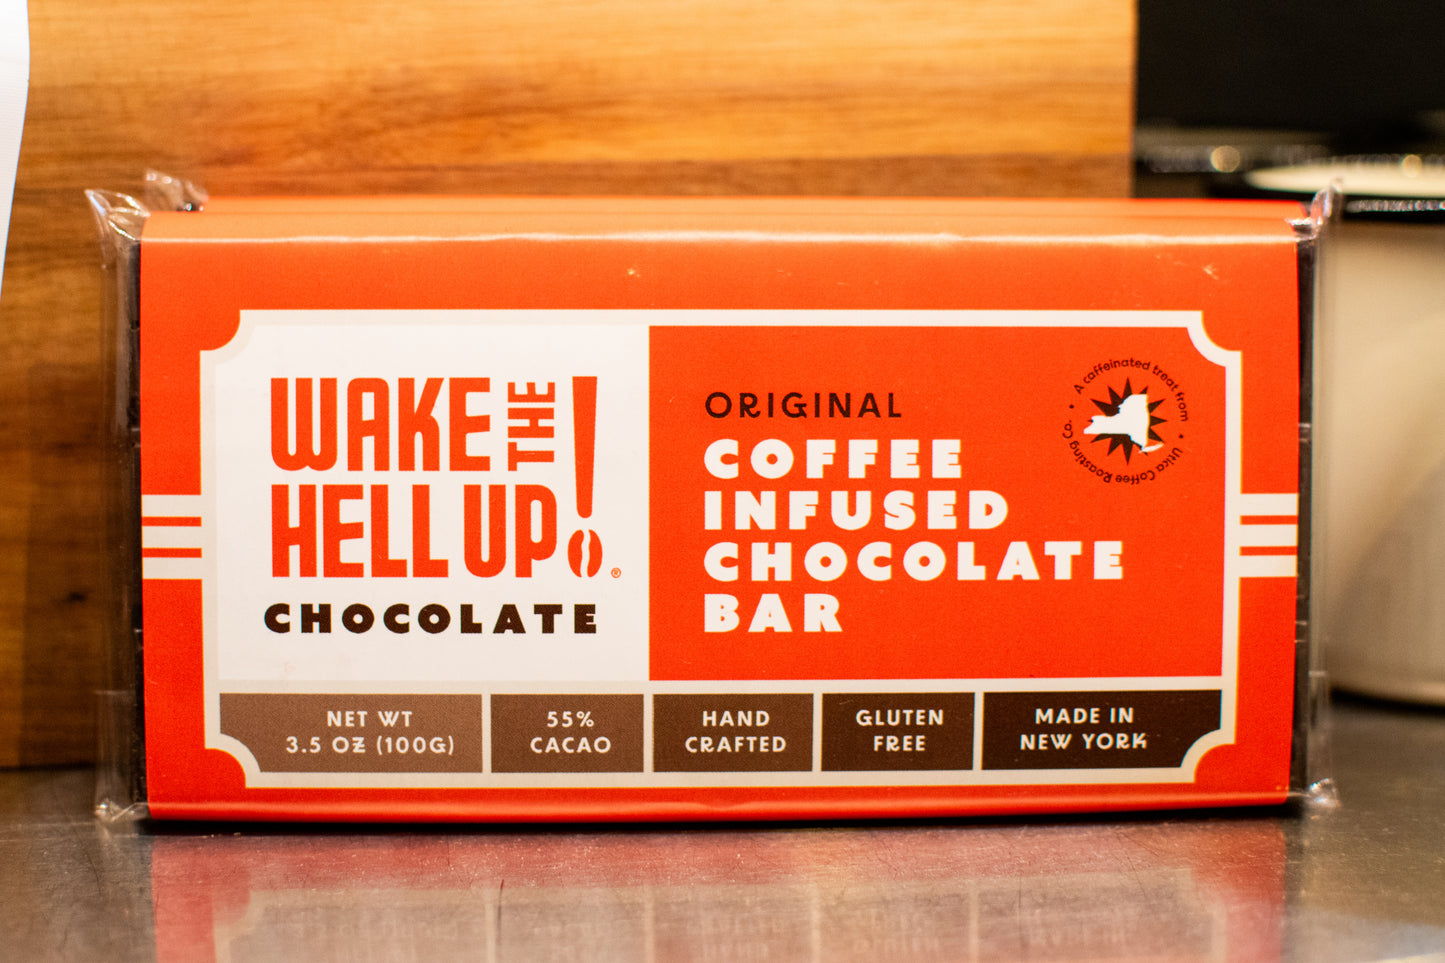 WAKE THE
HELL UP!
®
CHOCOLATE
ORIGINAL
COFFEE
INFUSED
CHOCOLATE
BAR
A caffeinated treat from • Utica Coffee Roasting Co. •
NET WT
3.5 OZ (100G)
55%
CACAO
HAND
CRAFTED
GLUTEN
FREE
MADE IN
NEW YORK